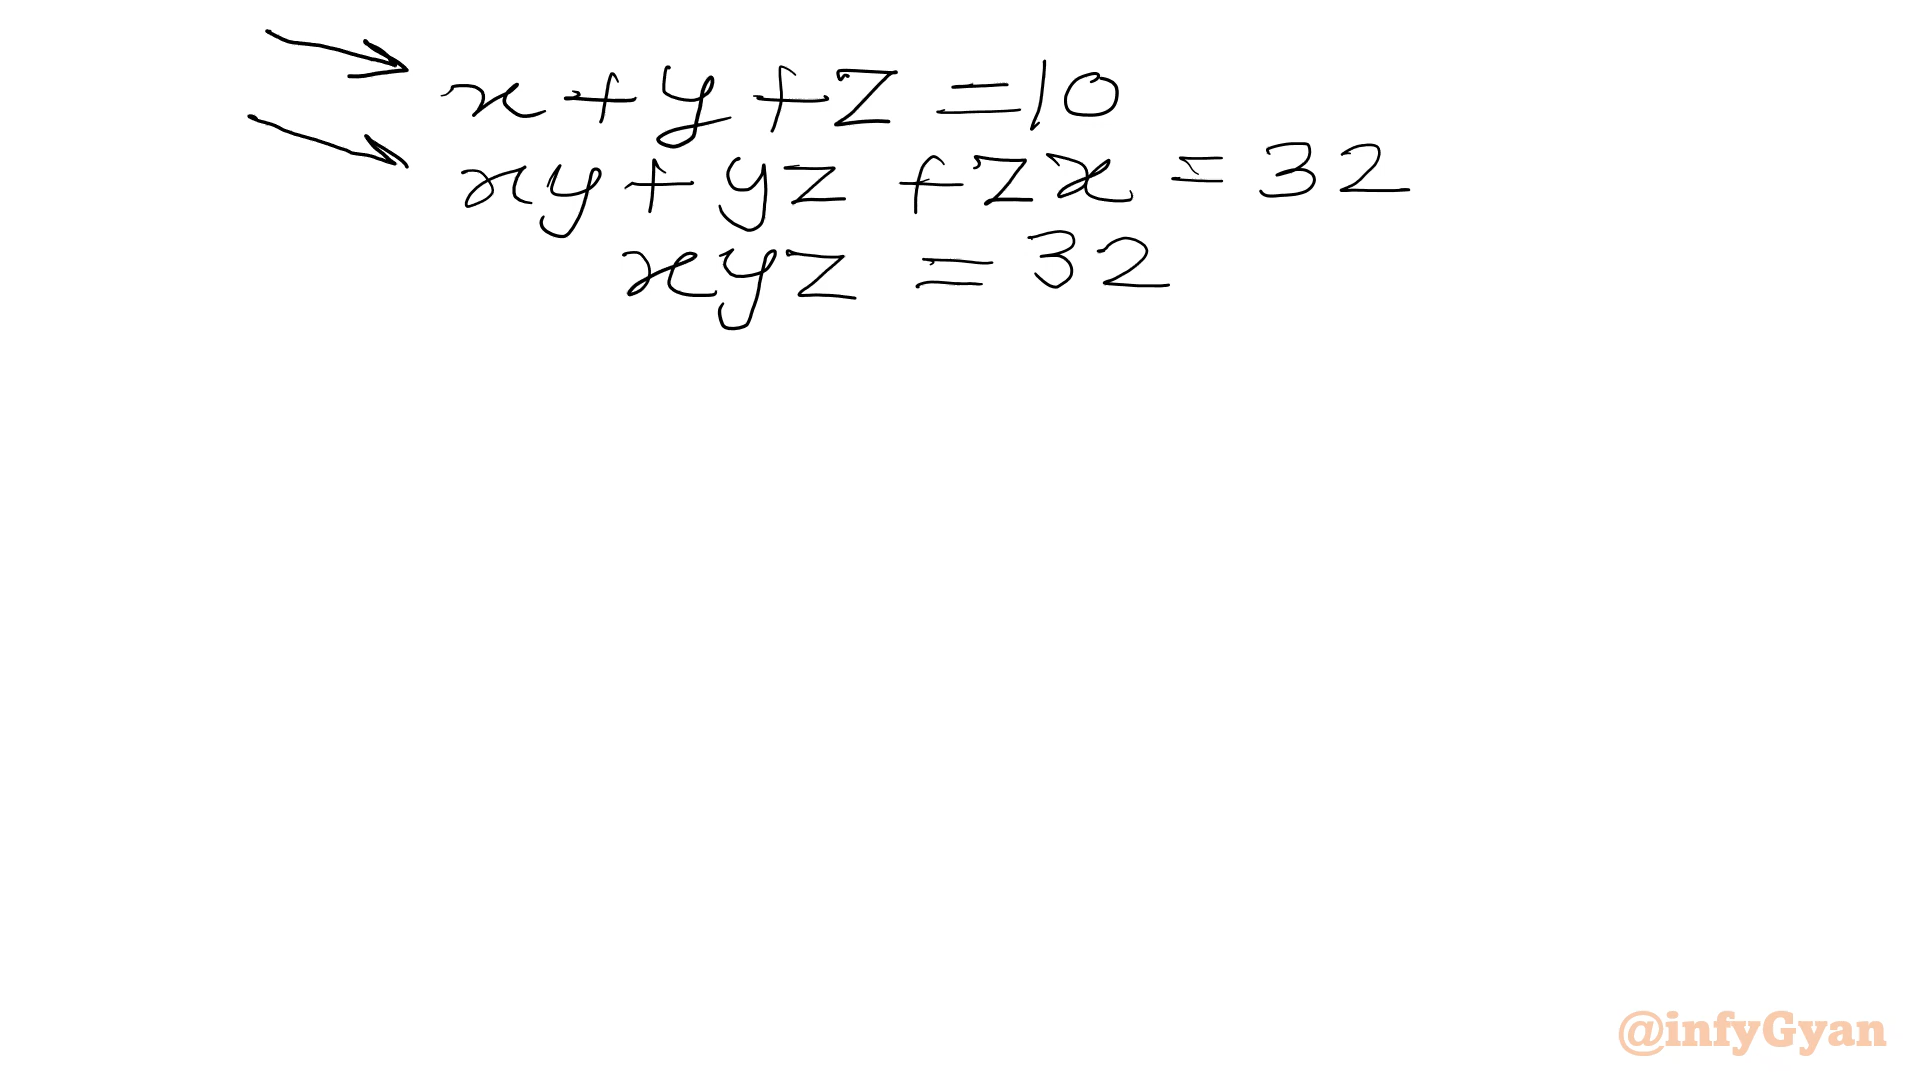 x + y + z = 10
xy + yz + zx = 32
xyz = 32
@infyGyan